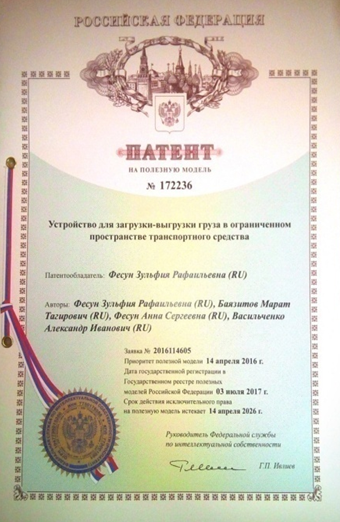 РОССИЙСКАЯ ФЕДЕРАЦИЯ
ПАТЕНТ
НА ПОЛЕЗНУЮ МОДЕЛЬ
№ 172236
Устройство для загрузки-выгрузки груза в ограниченном
пространстве транспортного средства
Патентообладатель: Фесун Зульфия Рафаильевна (RU)
Авторы: Фесун Зульфия Рафаильевна (RU), Баязитов Марат
Тагирович (RU), Фесун Анна Сергеевна (RU), Васильченко
Александр Иванович (RU)
Заявка № 2016114605
Приоритет полезной модели 14 апреля 2016 г.
Дата государственной регистрации в
Государственном реестре полезных
моделей Российской Федерации 03 июля 2017 г.
Срок действия исключительного права
на полезную модель истекает 14 апреля 2026 г.
Руководитель Федеральной службы
по интеллектуальной собственности
Г.П. Ивлиев